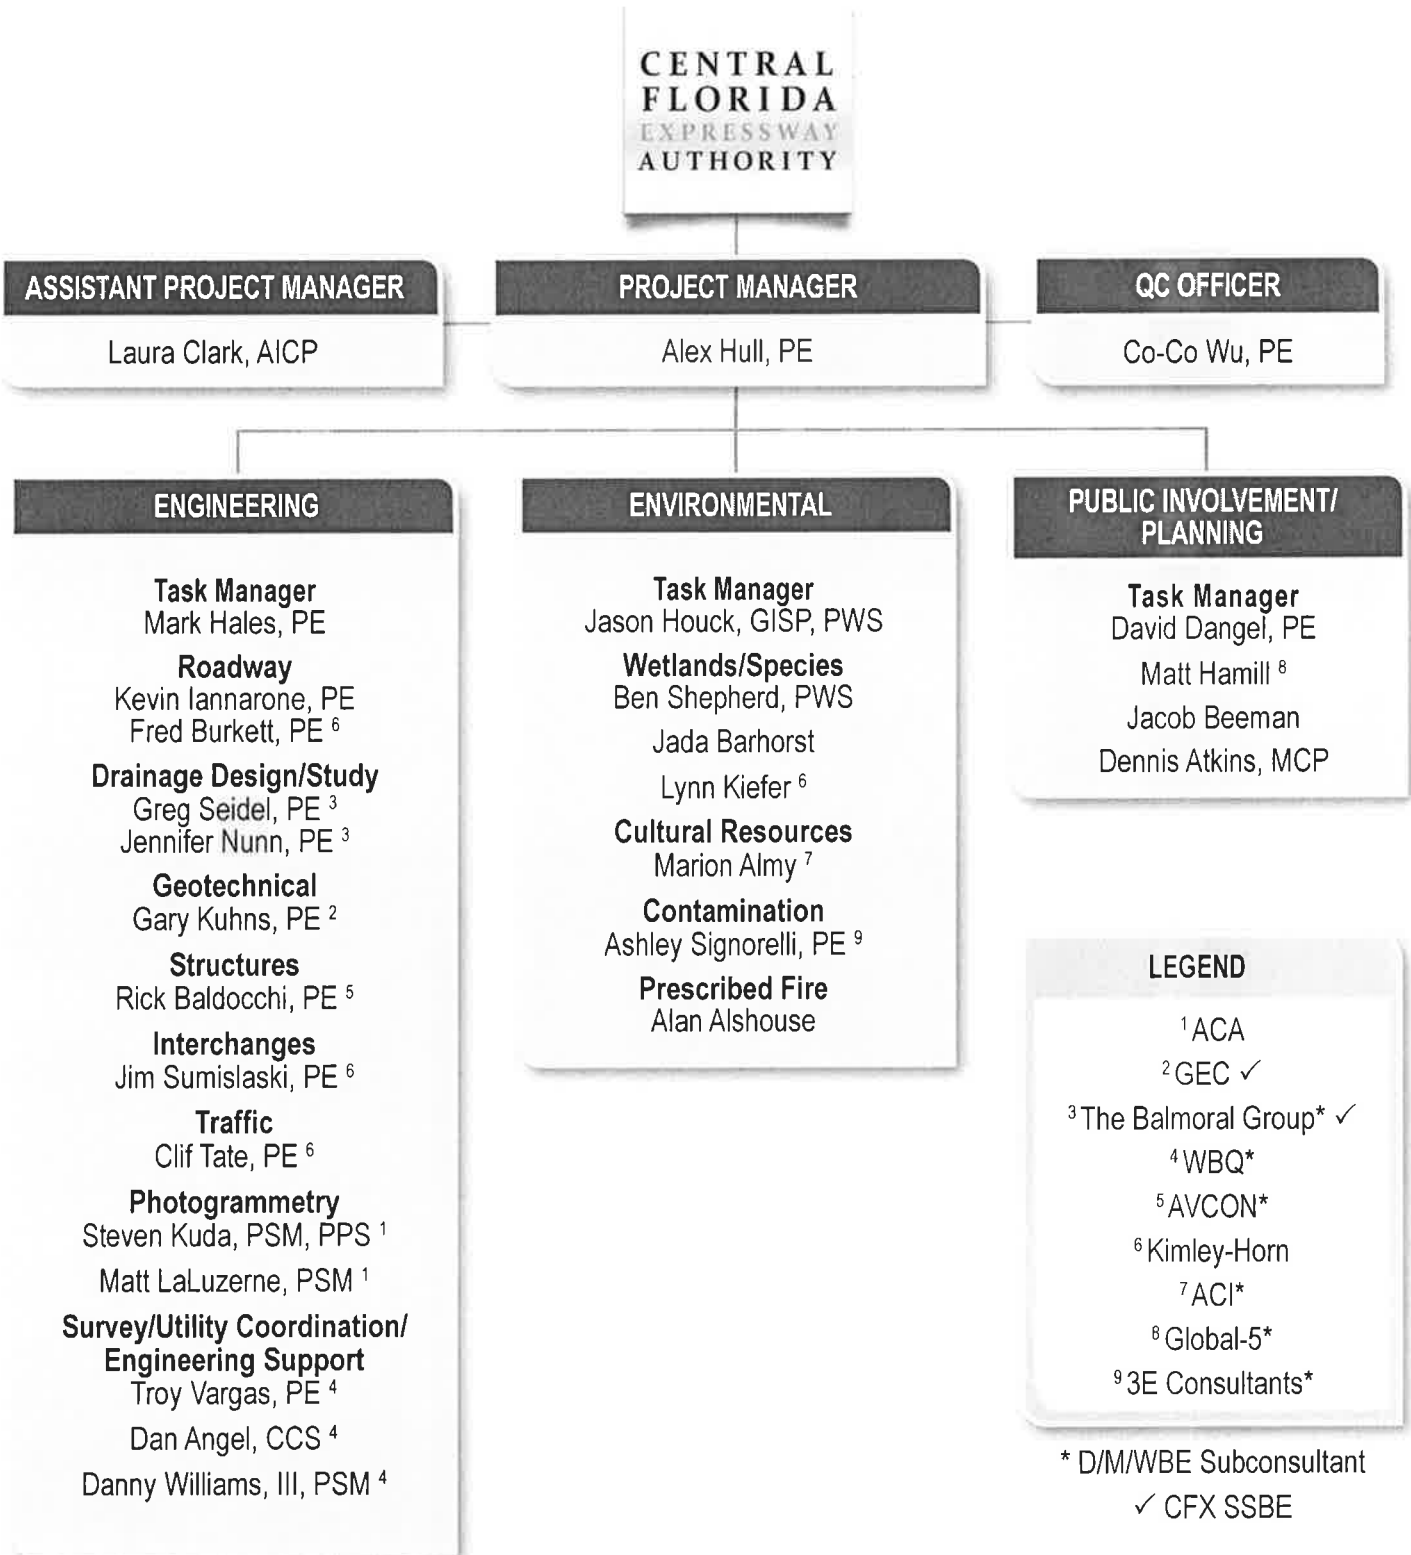 CENTRAL
FLORIDA
EXPRESSWAY
AUTHORITY
ASSISTANT PROJECT MANAGER
Laura Clark, AICP
PROJECT MANAGER
Alex Hull, PE
QC OFFICER
Co-Co Wu, PE
ENGINEERING
Task Manager
Mark Hales, PE
Roadway
Kevin Iannarone, PE
Fred Burkett, PE 6
Drainage Design/Study
Greg Seidel, PE 3
Jennifer Nunn, PE 3
Geotechnical
Gary Kuhns, PE 2
Structures
Rick Baldocchi, PE 5
Interchanges
Jim Sumislaski, PE 6
Traffic
Clif Tate, PE 6
Photogrammetry
Steven Kuda, PSM, PPS 1
Matt LaLuzerne, PSM 1
Survey/Utility Coordination/
Engineering Support
Troy Vargas, PE 4
Dan Angel, CCS 4
Danny Williams, III, PSM 4
ENVIRONMENTAL
Task Manager
Jason Houck, GISP, PWS
Wetlands/Species
Ben Shepherd, PWS
Jada Barhorst
Lynn Kiefer 6
Cultural Resources
Marion Almy 7
Contamination
Ashley Signorelli, PE 9
Prescribed Fire
Alan Alshouse
PUBLIC INVOLVEMENT/
PLANNING
Task Manager
David Dangel, PE
Matt Hamill 8
Jacob Beeman
Dennis Atkins, MCP
LEGEND
1 ACA
2 GEC ✓
3 The Balmoral Group* ✓
4 WBQ*
5 AVCON*
6 Kimley-Horn
7 ACI*
8 Global-5*
9 3E Consultants*
* D/M/WBE Subconsultant
✓ CFX SSBE